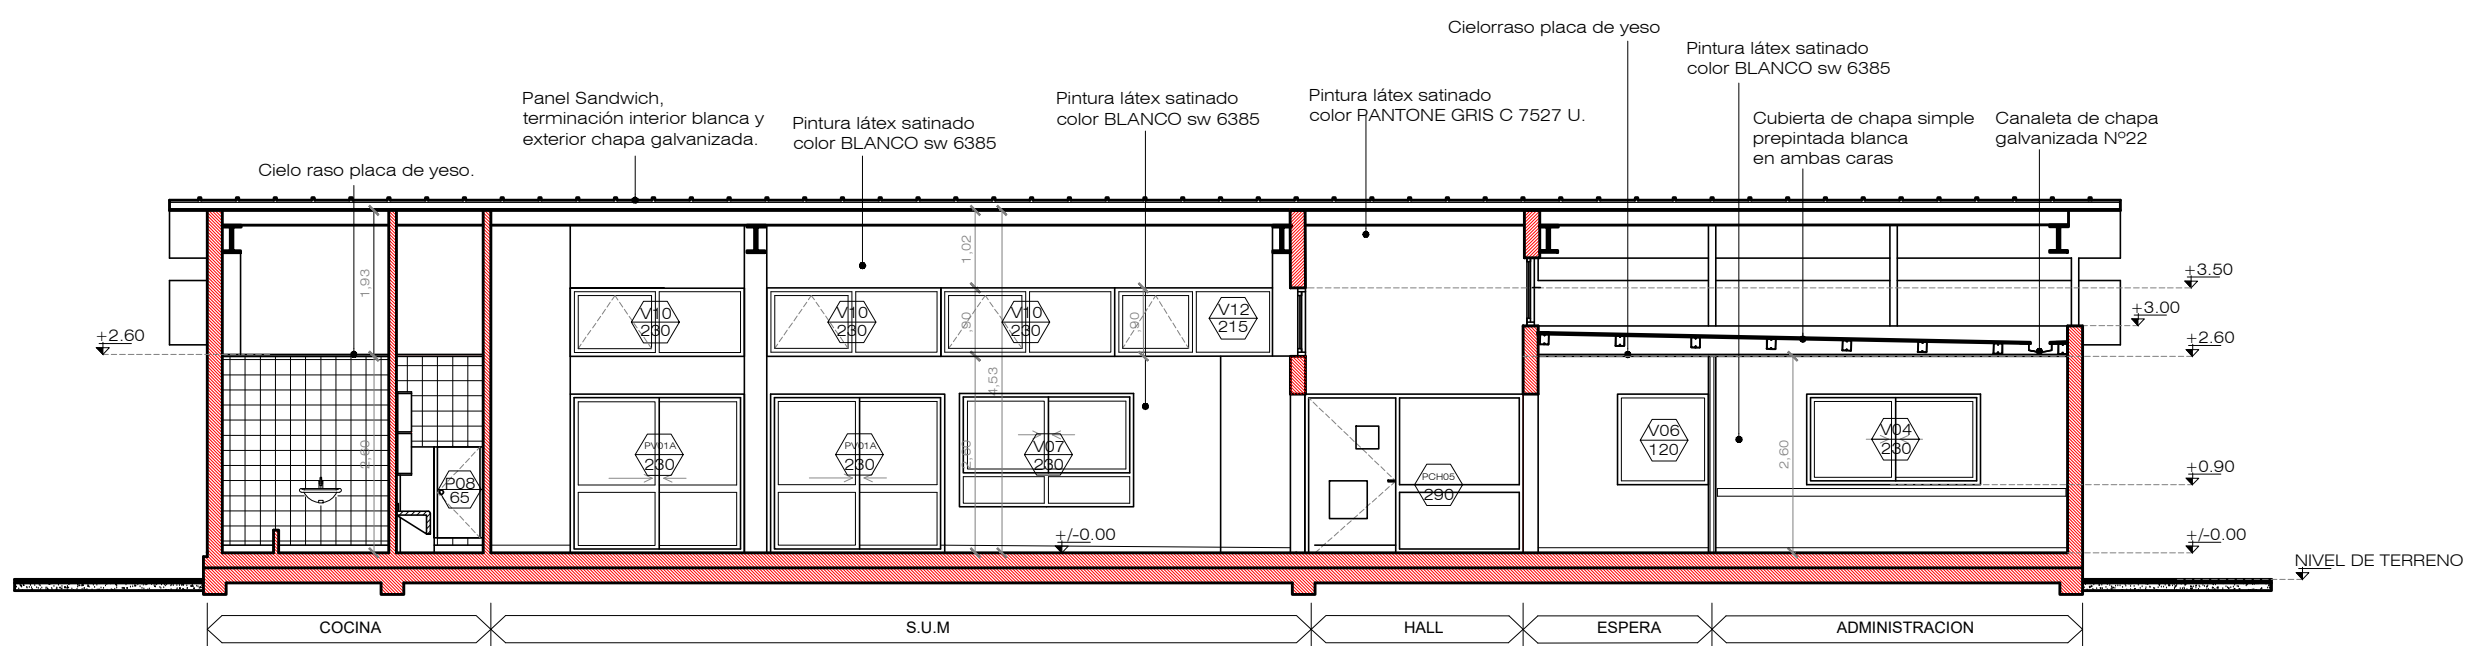 Cielorraso placa de yeso
Pintura látex satinado
color BLANCO sw 6385
Panel Sandwich,
terminación interior blanca y
exterior chapa galvanizada.
Pintura látex satinado
color BLANCO sw 6385
Pintura látex satinado
color BLANCO sw 6385
Pintura látex satinado
color PANTONE GRIS C 7527 U.
Cubierta de chapa simple
prepintada blanca
en ambas caras
Canaleta de chapa
galvanizada Nº22
Cielo raso placa de yeso.
1,93
1,02
+3.50
+3.00
+2.60
V10
230
V10
230
V10
230
V12
215
,90
,90
+2.60
4,53
2,60
2,60
2,60
PV01A
230
PV01A
230
V07
230
P08
65
PCH05
290
V06
120
V04
230
+0.90
+/-0.00
+/-0.00
NIVEL DE TERRENO
COCINA
S.U.M
HALL
ESPERA
ADMINISTRACION